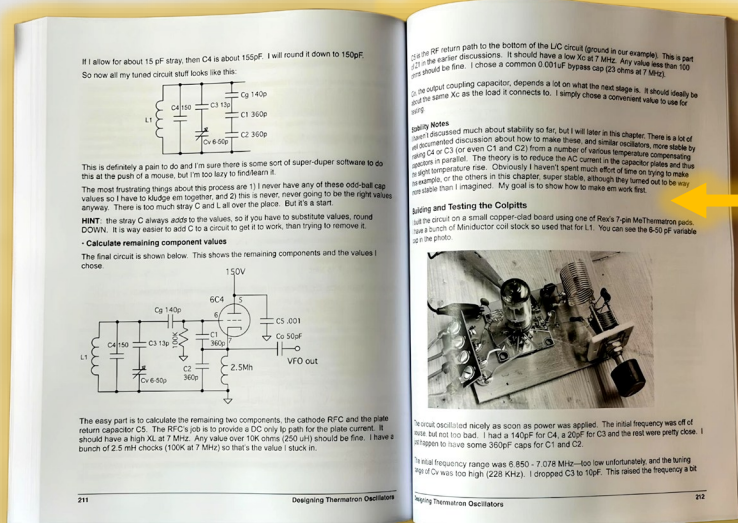 If I allow for about 15 pF stray, then C4 is about 155pF. I will round it down to 150pF.
So now all my tuned circuit stuff looks like this:
Cg 140p
C4 150
C3 13p
C1 360p
L1
Cv 6-50p
C2 360p
This is definitely a pain to do and I'm sure there is some sort of super-duper software to do
this at the push of a mouse, but I'm too lazy to find/learn it.
The most frustrating things about this process are 1) I never have any of these odd-ball cap
values so I have to kludge em together, and 2) this is never, never going to be the right values
anyway. There is too much stray C and L all over the place. But it's a start.
HINT: the stray C always adds to the values, so if you have to substitute values, round
DOWN. It is way easier to add C to a circuit to get it to work, than trying to remove it.
· Calculate remaining component values
The final circuit is shown below. This shows the remaining components and the values I
chose.
150V
6C4
5
Cg 140p
6
C5 .001
100K
C1
360p
7
Co 50pF
C4 150
C3 13p
L1
VFO out
C2
360p
2.5Mh
Cv 6-50p
The easy part is to calculate the remaining two components, the cathode RFC and the plate
return capacitor C5. The RFC's job is to provide a DC only Ip path for the plate current. It
should have a high XL at 7 MHz. Any value over 10K ohms (250 uH) should be fine. I have a
bunch of 2.5 mH chocks (100K at 7 MHz) so that's the value I stuck in.
211
Designing Thermatron Oscillators
C5 is the RF return path to the bottom of the L/C circuit (ground in our example). This is part
of Z1 in the earlier discussions. It should have a low Xc at 7 MHz. Any value less than 100
ohms should be fine. I chose a common 0.001uF bypass cap (23 ohms at 7 MHz).
Co, the output coupling capacitor, depends a lot on what the next stage is. It should ideally be
about the same Xc as the load it connects to. I simply chose a convenient value to use for
testing.
Stability Notes
I haven't discussed much about stability so far, but I will later in this chapter. There is a lot of
well documented discussion about how to make these, and similar oscillators, more stable by
making C4 or C3 (or even C1 and C2) from a number of various temperature compensating
capacitors in parallel. The theory is to reduce the AC current in the capacitor plates and thus
the slight temperature rise. Obviously I haven't spent much effort of time on trying to make
this example, or the others in this chapter, super stable, although they turned out to be way
more stable than I imagined. My goal is to show how to make em work first.
Building and Testing the Colpitts
I built the circuit on a small copper-clad board using one of Rex's 7-pin MeThermatron pads.
I have a bunch of Miniductor coil stock so used that for L1. You can see the 6-50 pF variable
cap in the photo.
The circuit oscillated nicely as soon as power was applied. The initial frequency was off of
course, but not too bad. I had a 140pF for C4, a 20pF for C3 and the rest were pretty close. I
just happen to have some 360pF caps for C1 and C2.
The initial frequency range was 6.850 - 7.078 MHz—too low unfortunately, and the tuning
range of Cv was too high (228 KHz). I dropped C3 to 10pF. This raised the frequency a bit
Designing Thermatron Oscillators
212